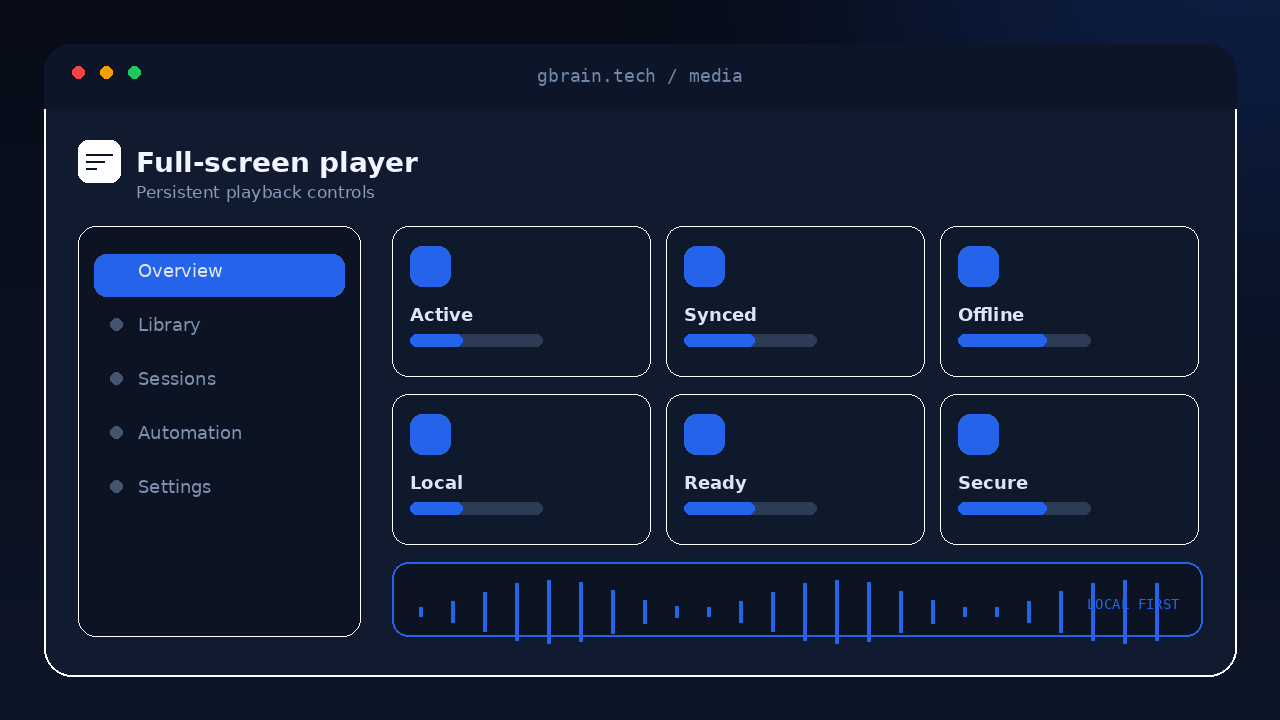 gbrain.tech / media
Full-screen player
Persistent playback controls
Overview
Library
Sessions
Automation
Settings
Active
Synced
Offline
Local
Ready
Secure
LOCAL FIRST